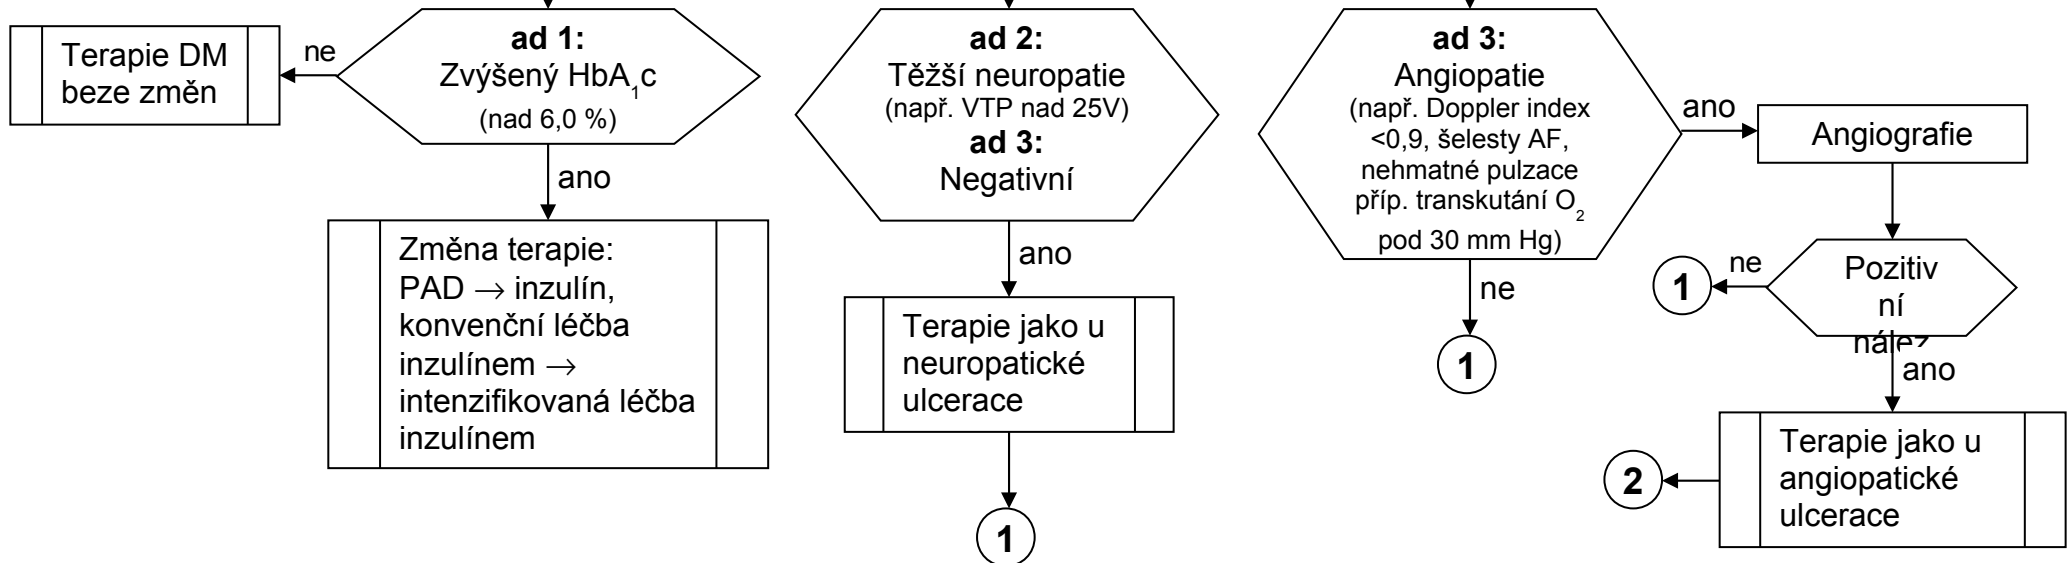 Terapie DM
beze změn
ne
ad 1:
Zvýšený HbA1c
(nad 6,0 %)
ano
Změna terapie:
PAD → inzulín,
konvenční léčba
inzulínem →
intenzifikovaná léčba
inzulínem
ad 2:
Těžší neuropatie
(např. VTP nad 25V)
ad 3:
Negativní
ano
Terapie jako u
neuropatické
ulcerace
1
ad 3:
Angiopatie
(např. Doppler index
<0,9, šelesty AF,
nehmatné pulzace
příp. transkutání O2
pod 30 mm Hg)
ne
1
ano
Angiografie
Pozitiv
ní
nález
ne
1
ano
Terapie jako u
angiopatické
ulcerace
2